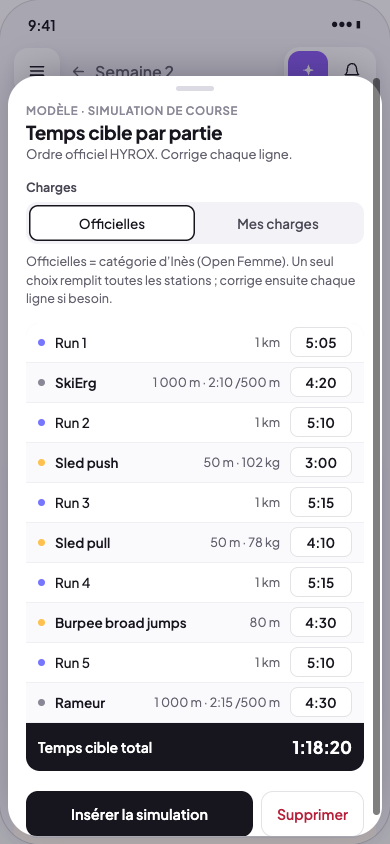 9:41
Semaine 2
MODÈLE · SIMULATION DE COURSE
Temps cible par partie
Ordre officiel HYROX. Corrige chaque ligne.
Charges
Officielles
Mes charges
Officielles = catégorie d'Inès (Open Femme). Un seul
choix remplit toutes les stations ; corrige ensuite chaque
ligne si besoin.
Run 1 1 km 5:05
SkiErg 1 000 m · 2:10 /500 m 4:20
Run 2 1 km 5:10
Sled push 50 m · 102 kg 3:00
Run 3 1 km 5:15
Sled pull 50 m · 78 kg 4:10
Run 4 1 km 5:15
Burpee broad jumps 80 m 4:30
Run 5 1 km 5:10
Rameur 1 000 m · 2:15 /500 m 4:30
Temps cible total 1:18:20
Insérer la simulation
Supprimer